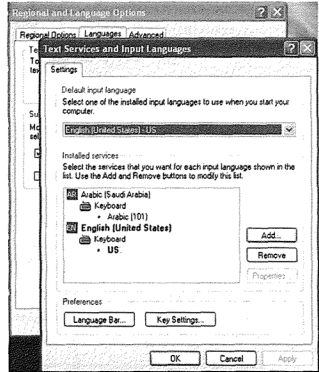 Regional and Language Options
Regional Options Languages Advanced
Text Services and Input Languages
Settings
Default input language
Select one of the installed input languages to use when you start your
computer.
English (United States) - US
Installed services
Select the services that you want for each input language shown in the
list. Use the Add and Remove buttons to modify this list.
AR Arabic (Saudi Arabia)
Keyboard
• Arabic (101)
EN English (United States)
Keyboard
• US
Add...
Remove
Properties
Preferences
Language Bar... Key Settings...
OK Cancel Apply